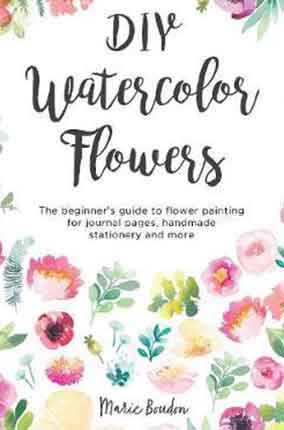 DIY
Watercolor
Flowers
The beginner's guide to flower painting
for journal pages, handmade
stationery and more
Marie Boudon